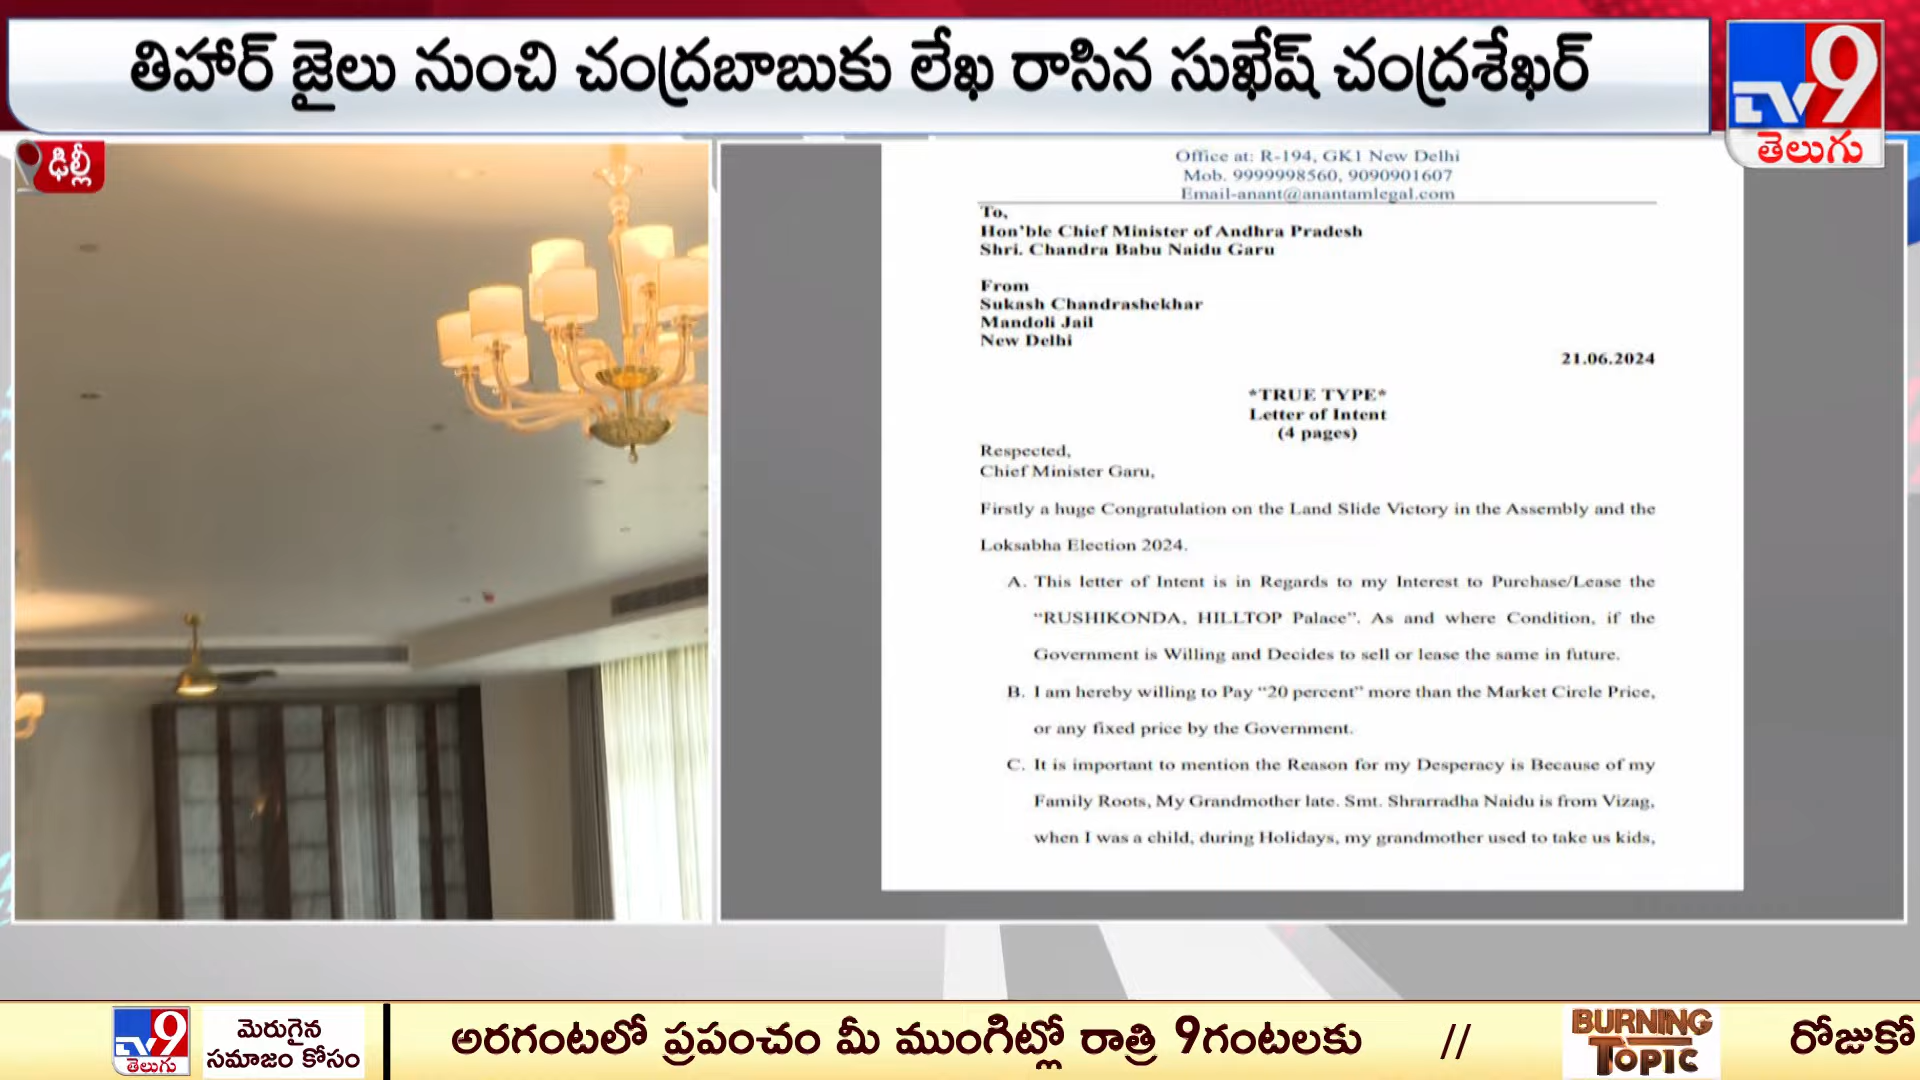 తిహార్ జైలు నుంచి చంద్రబాబుకు లేఖ రాసిన సుఖేష్ చంద్రశేఖర్
TV9
తెలుగు
ఢిల్లీ
Office at: R-194, GK1 New Delhi
Mob. 9999998560, 9090901607
Email-anant@anantamlegal.com
To,
Hon'ble Chief Minister of Andhra Pradesh
Shri. Chandra Babu Naidu Garu
From
Sukash Chandrashekhar
Mandoli Jail
New Delhi
21.06.2024
*TRUE TYPE*
Letter of Intent
(4 pages)
Respected,
Chief Minister Garu,
Firstly a huge Congratulation on the Land Slide Victory in the Assembly and the
Loksabha Election 2024.
A. This letter of Intent is in Regards to my Interest to Purchase/Lease the
"RUSHIKONDA, HILLTOP Palace". As and where Condition, if the
Government is Willing and Decides to sell or lease the same in future.
B. I am hereby willing to Pay "20 percent" more than the Market Circle Price,
or any fixed price by the Government.
C. It is important to mention the Reason for my Desperacy is Because of my
Family Roots, My Grandmother late. Smt. Shrarradha Naidu is from Vizag,
when I was a child, during Holidays, my grandmother used to take us kids,
TV9
తెలుగు
మెరుగైన
సమాజం కోసం
అరగంటలో ప్రపంచం మీ ముంగిట్లో రాత్రి 9గంటలకు // BURNING TOPIC రోజుకో